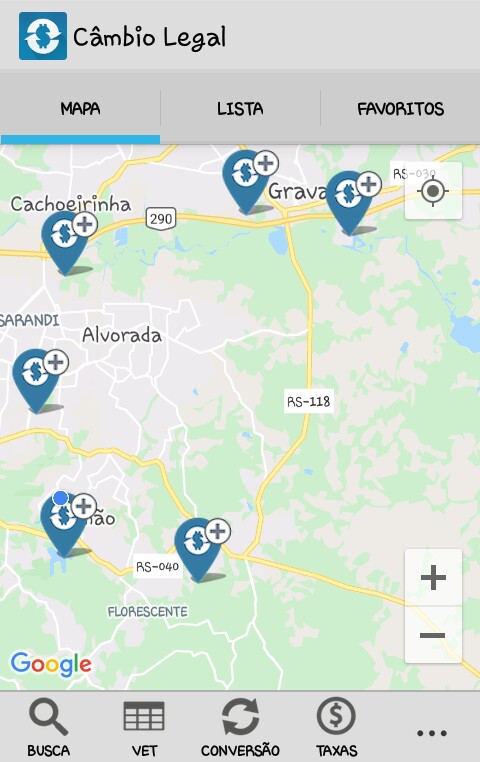 Câmbio Legal
MAPA
LISTA
FAVORITOS
RS-030
Grava
Cachoeirinha
290
SARANDI
Alvorada
RS-118
ão
RS-040
FLORESCENTE
Google
BUSCA
VET
CONVERSÃO
TAXAS